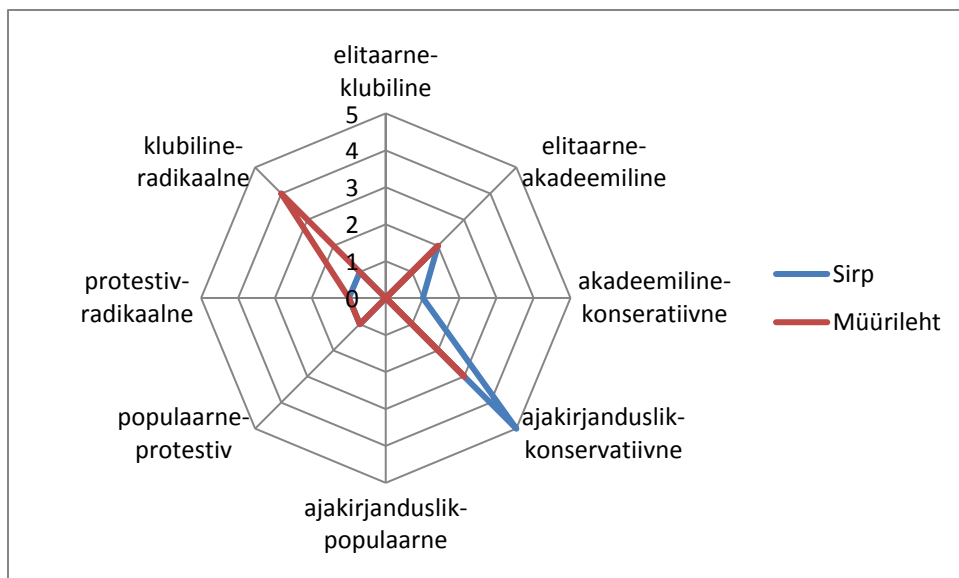 elitaarne-
klubiline
elitaarne-
akadeemiline
akadeemiline-
konseratiivne
ajakirjanduslik-
konservatiivne
ajakirjanduslik-
populaarne
populaarne-
protestiv
protestiv-
radikaalne
klubiline-
radikaalne
5
4
3
2
1
0
Sirp
Müürileht